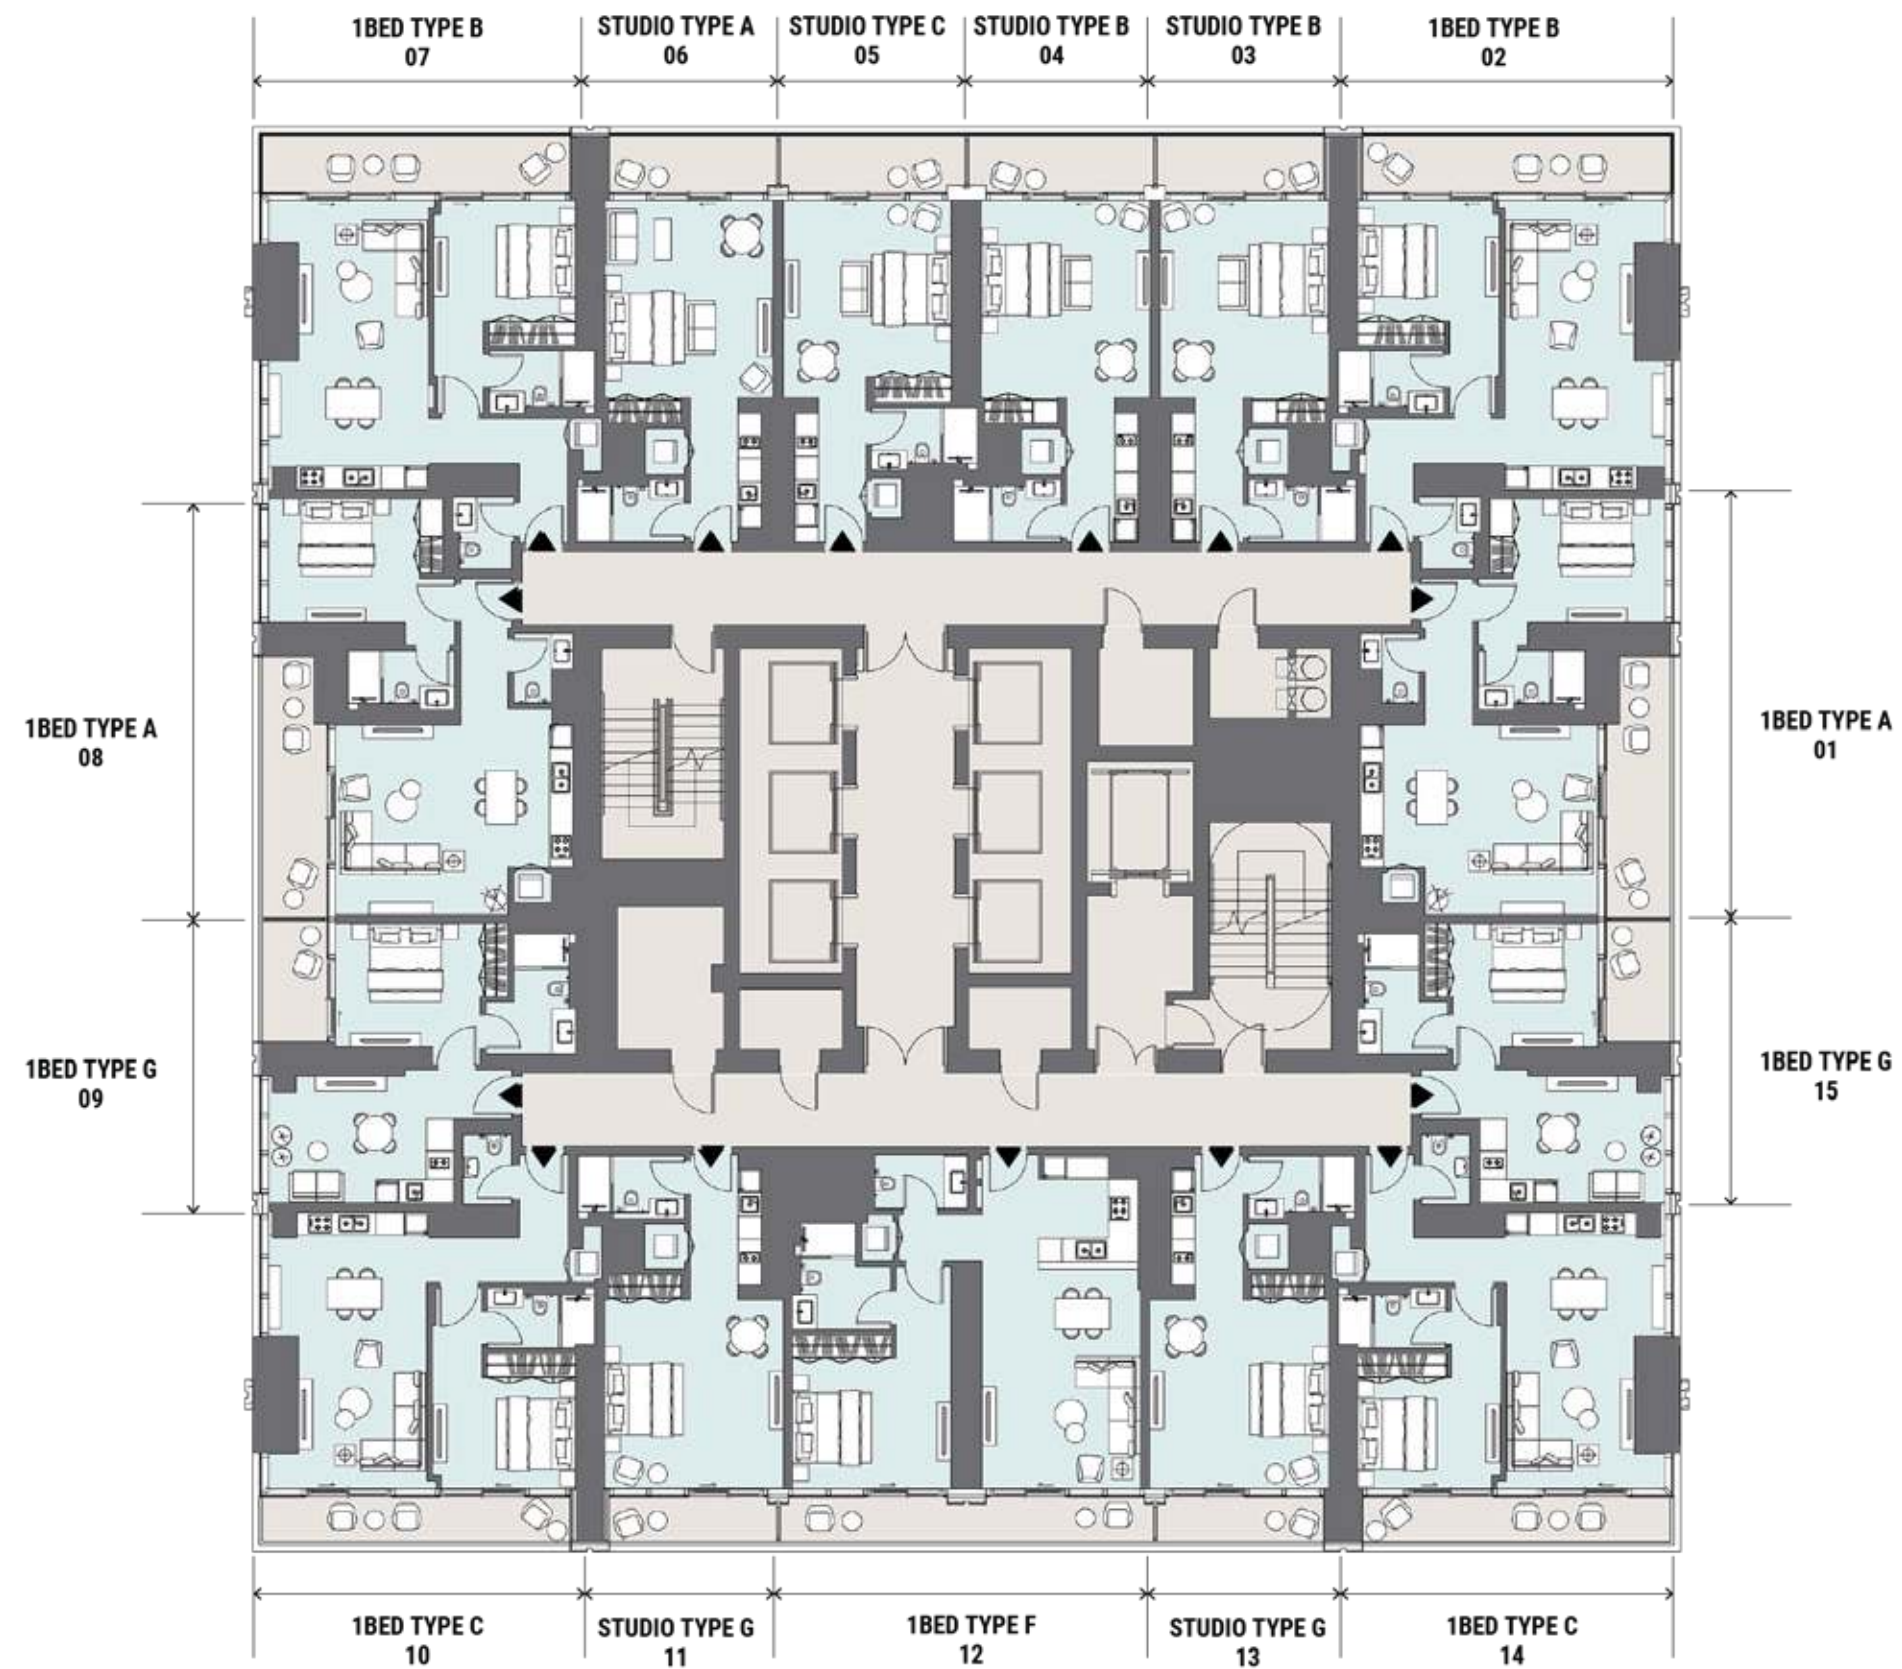 1BED TYPE B
07
STUDIO TYPE A
06
STUDIO TYPE C
05
STUDIO TYPE B
04
STUDIO TYPE B
03
1BED TYPE B
02
1BED TYPE A
08
1BED TYPE A
01
1BED TYPE G
09
1BED TYPE G
15
1BED TYPE C
10
STUDIO TYPE G
11
1BED TYPE F
12
STUDIO TYPE G
13
1BED TYPE C
14